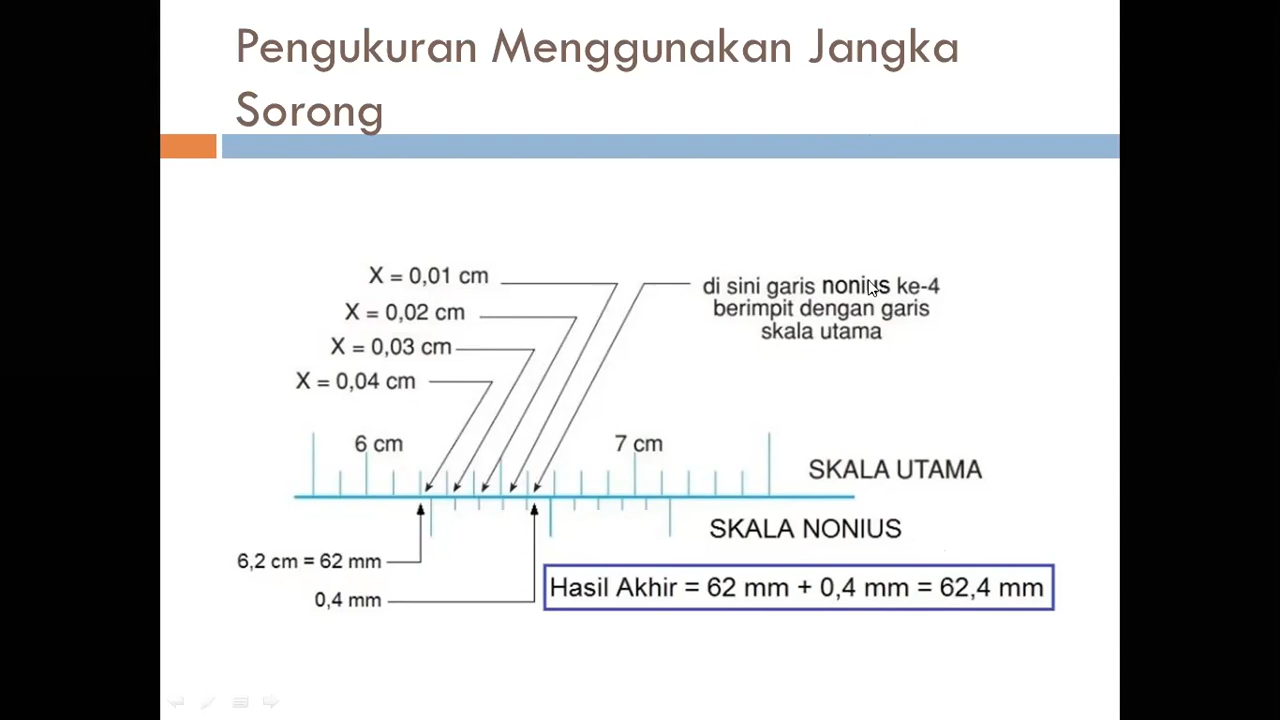 Pengukuran Menggunakan Jangka
Sorong
X = 0,01 cm
X = 0,02 cm
X = 0,03 cm
X = 0,04 cm
di sini garis nonius ke-4
berimpit dengan garis
skala utama
6 cm
7 cm
SKALA UTAMA
SKALA NONIUS
6,2 cm = 62 mm
0,4 mm
Hasil Akhir = 62 mm + 0,4 mm = 62,4 mm